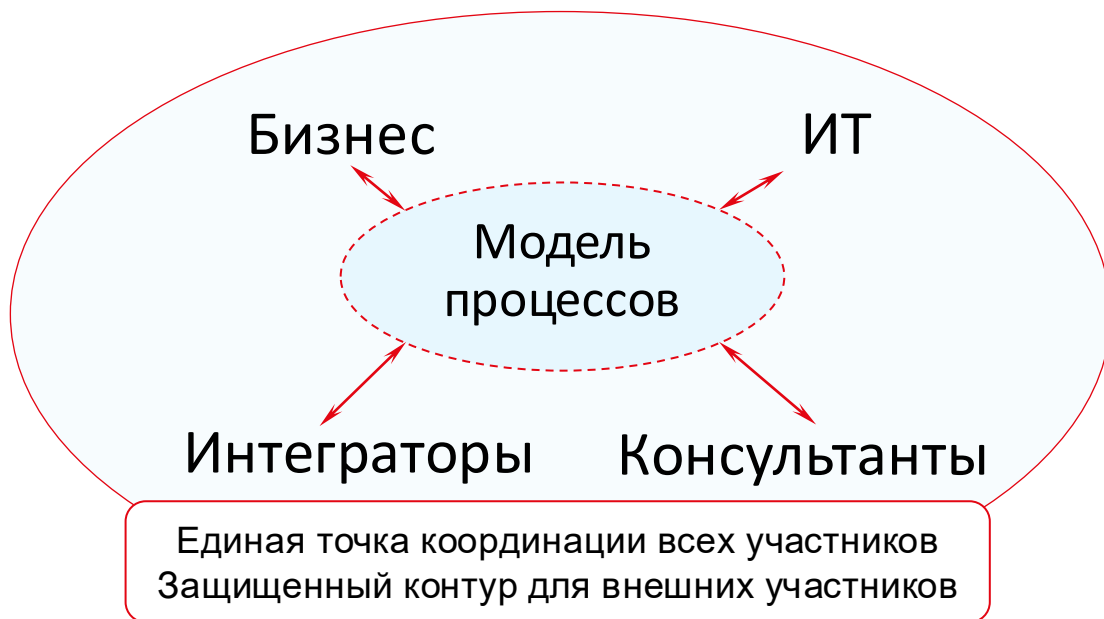 Бизнес
ИТ
Модель
процессов
Интеграторы
Консультанты
Единая точка координации всех участников
Защищенный контур для внешних участников